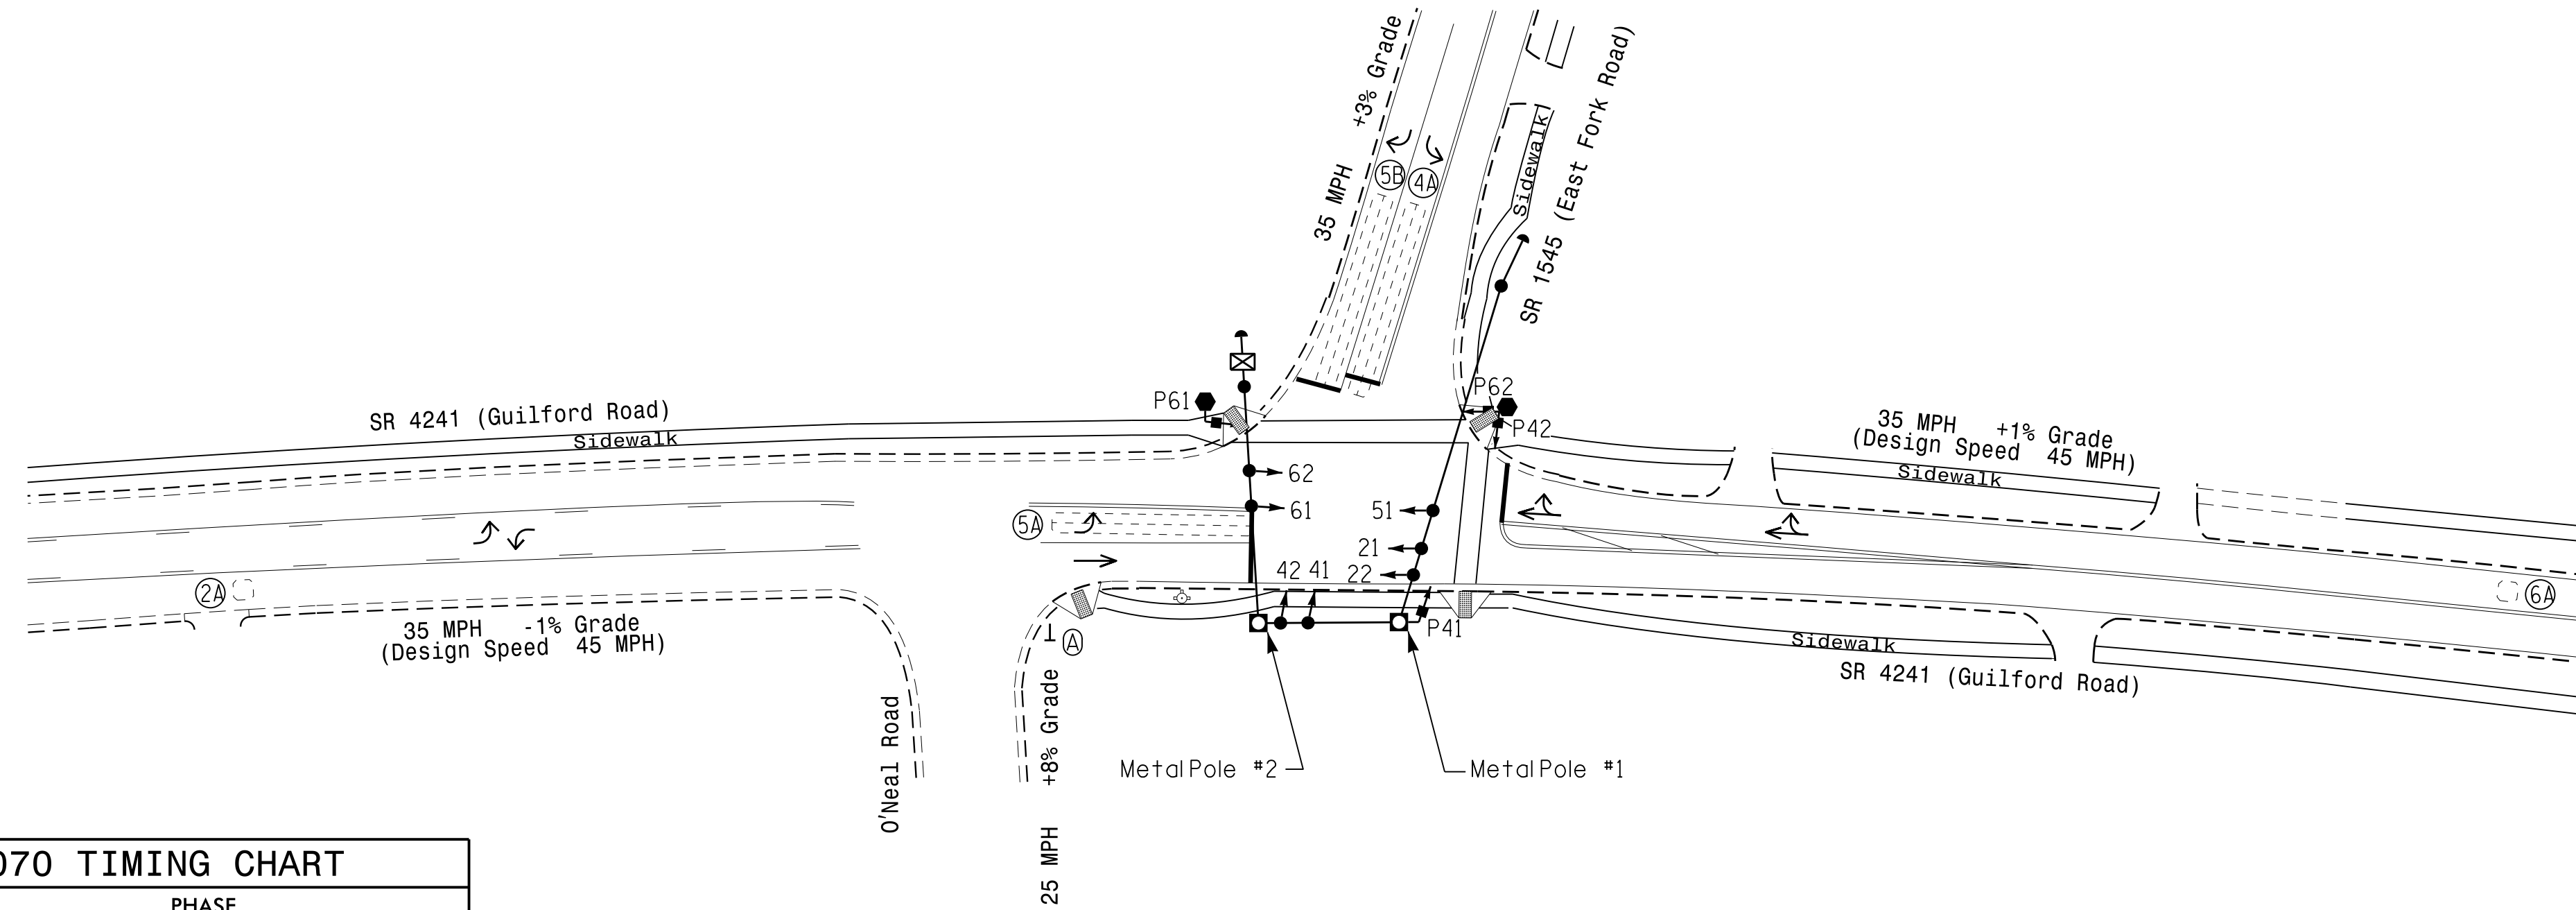 +3% Grade
35 MPH
5B
4A
Sidewalk
SR 1545 (East Fork Road)
P61
P62
P42
SR 4241 (Guilford Road)
Sidewalk
35 MPH +1% Grade
(Design Speed 45 MPH)
Sidewalk
62
61
51
5A
21
22
42 41
2A
6A
35 MPH -1% Grade
(Design Speed 45 MPH)
A
P41
Sidewalk
SR 4241 (Guilford Road)
O'Neal Road
25 MPH +8% Grade
Metal Pole #2
Metal Pole #1
070 TIMING CHART
PHASE